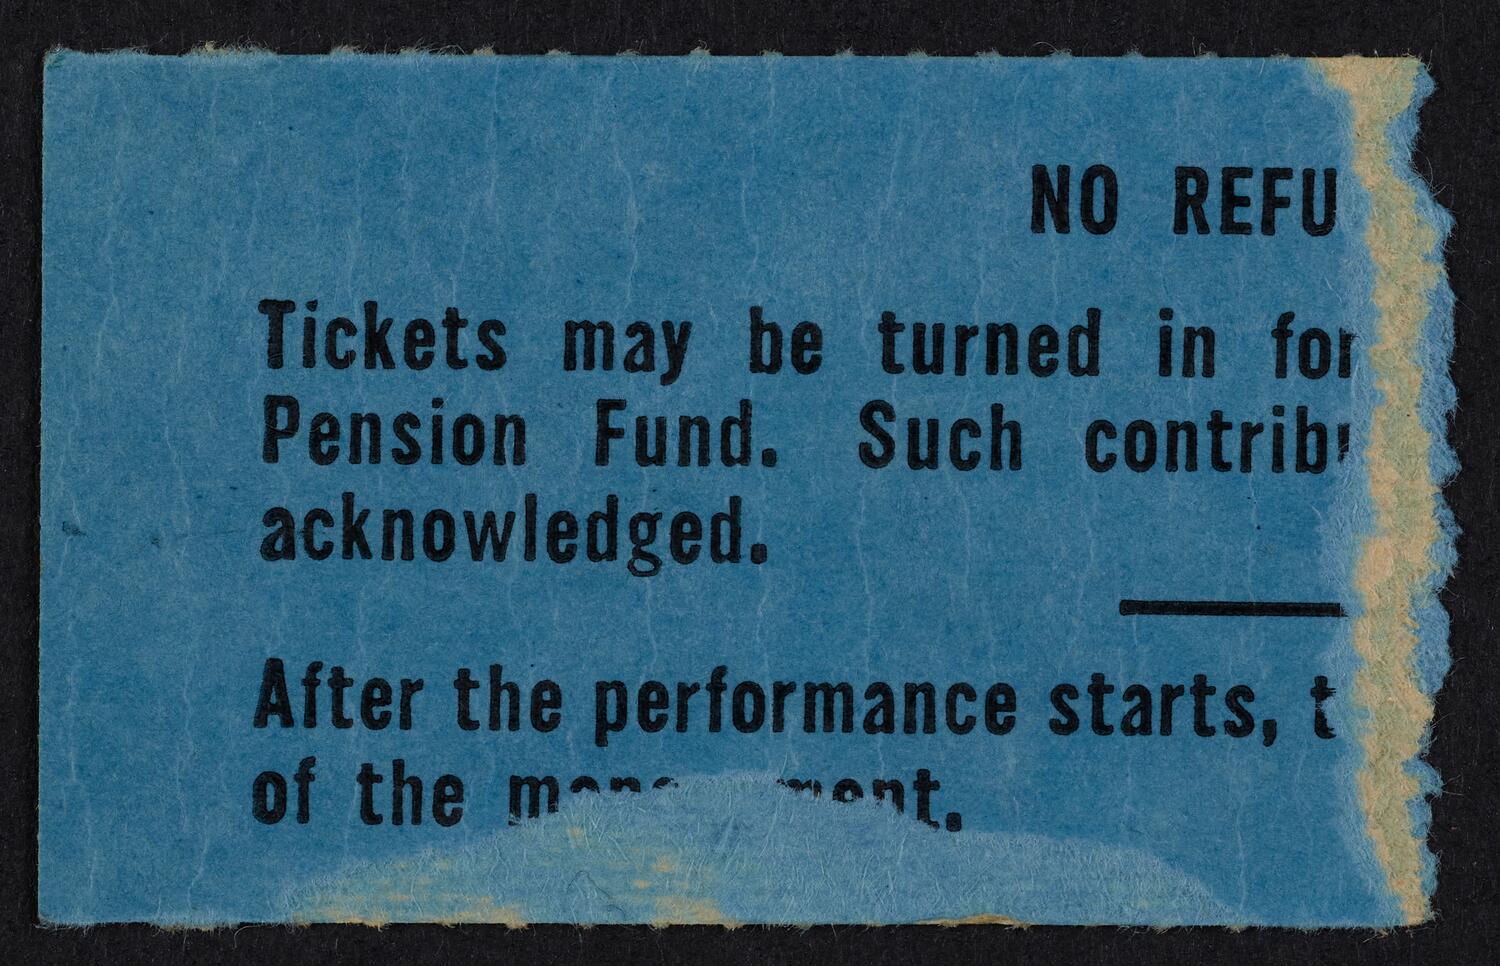 NO REFU
Tickets may be turned in for
Pension Fund. Such contrib
acknowledged.
After the performance starts, t
of the management.